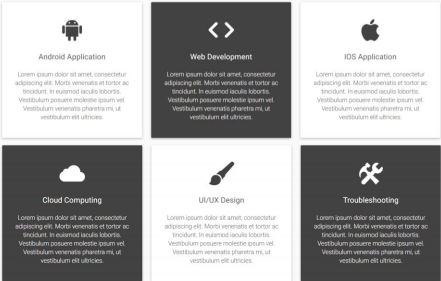 Android Application
Lorem ipsum dolor sit amet, consectetur
adipiscing elit. Morbi venenatis et tortor ac
tincidunt. In euismod iaculis lobortis.
Vestibulum posuere molestie ipsum vel.
Vestibulum venenatis pharetra mi, ut
vestibulum elit ultricies.
Web Development
Lorem ipsum dolor sit amet, consectetur
adipiscing elit. Morbi venenatis et tortor ac
tincidunt. In euismod iaculis lobortis.
Vestibulum posuere molestie ipsum vel.
Vestibulum venenatis pharetra mi, ut
vestibulum elit ultricies.
IOS Application
Lorem ipsum dolor sit amet, consectetur
adipiscing elit. Morbi venenatis et tortor ac
tincidunt. In euismod iaculis lobortis.
Vestibulum posuere molestie ipsum vel.
Vestibulum venenatis pharetra mi, ut
vestibulum elit ultricies.
Cloud Computing
Lorem ipsum dolor sit amet, consectetur
adipiscing elit. Morbi venenatis et tortor ac
tincidunt. In euismod iaculis lobortis.
Vestibulum posuere molestie ipsum vel.
Vestibulum venenatis pharetra mi, ut
vestibulum elit ultricies.
UI/UX Design
Lorem ipsum dolor sit amet, consectetur
adipiscing elit. Morbi venenatis et tortor ac
tincidunt. In euismod iaculis lobortis.
Vestibulum posuere molestie ipsum vel.
Vestibulum venenatis pharetra mi, ut
vestibulum elit ultricies.
Troubleshooting
Lorem ipsum dolor sit amet, consectetur
adipiscing elit. Morbi venenatis et tortor ac
tincidunt. In euismod iaculis lobortis.
Vestibulum posuere molestie ipsum vel.
Vestibulum venenatis pharetra mi, ut
vestibulum elit ultricies.